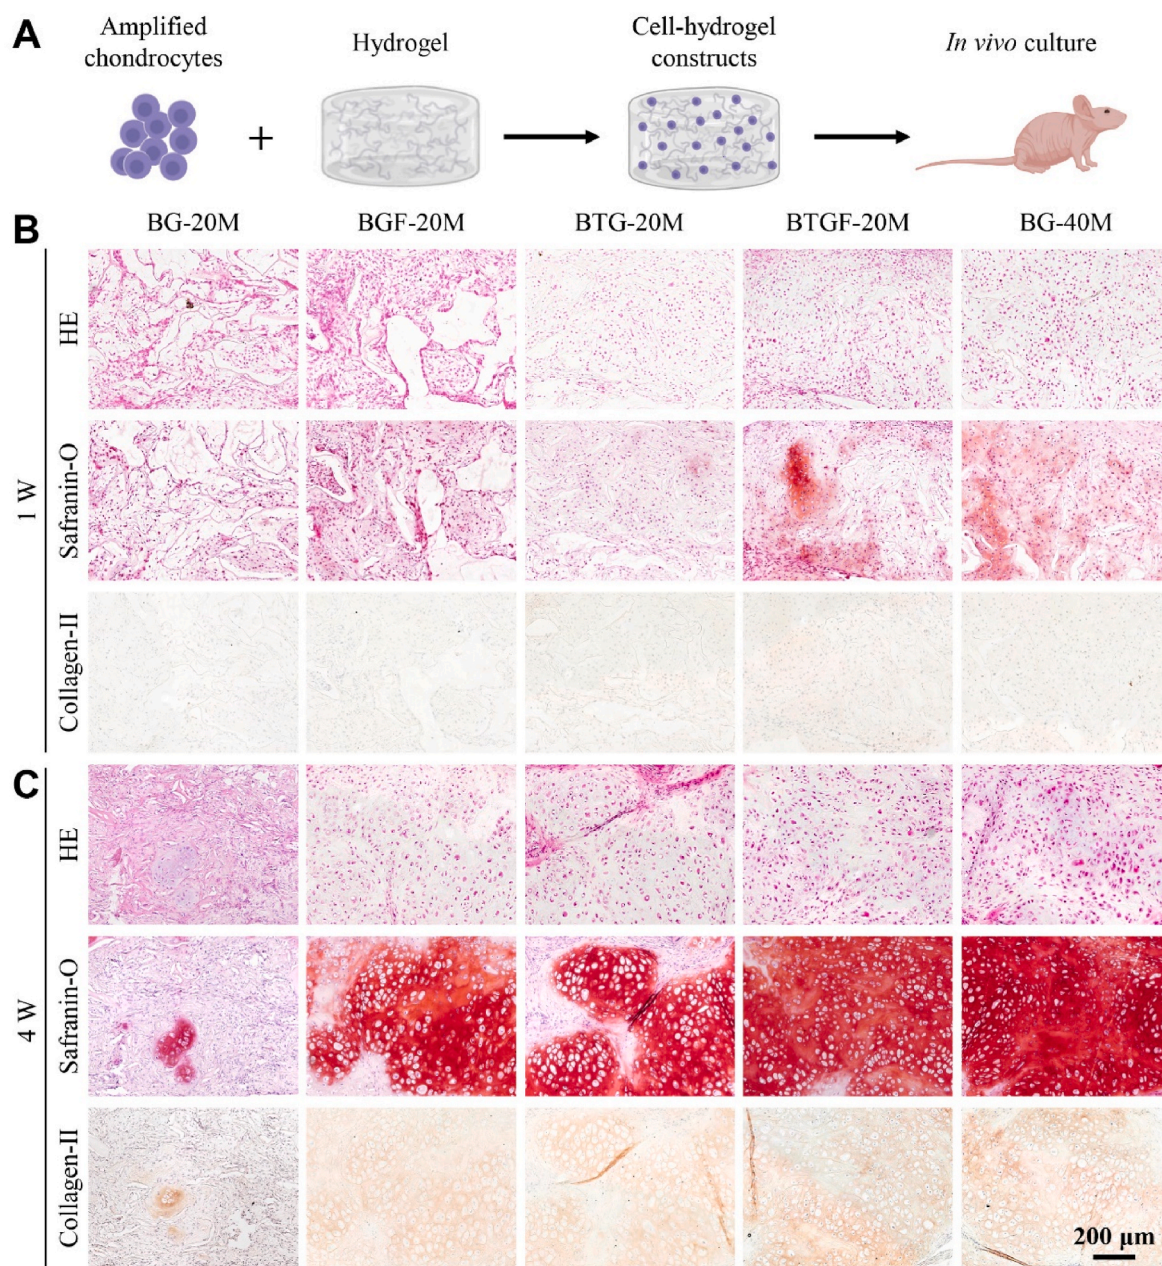 A
Amplified
chondrocytes
Hydrogel
Cell-hydrogel
constructs
In vivo culture
+
B
BG-20M
BGF-20M
BTG-20M
BTGF-20M
BG-40M
1 W
HE
Safranin-O
Collagen-II
C
4 W
HE
Safranin-O
Collagen-II
200 μm